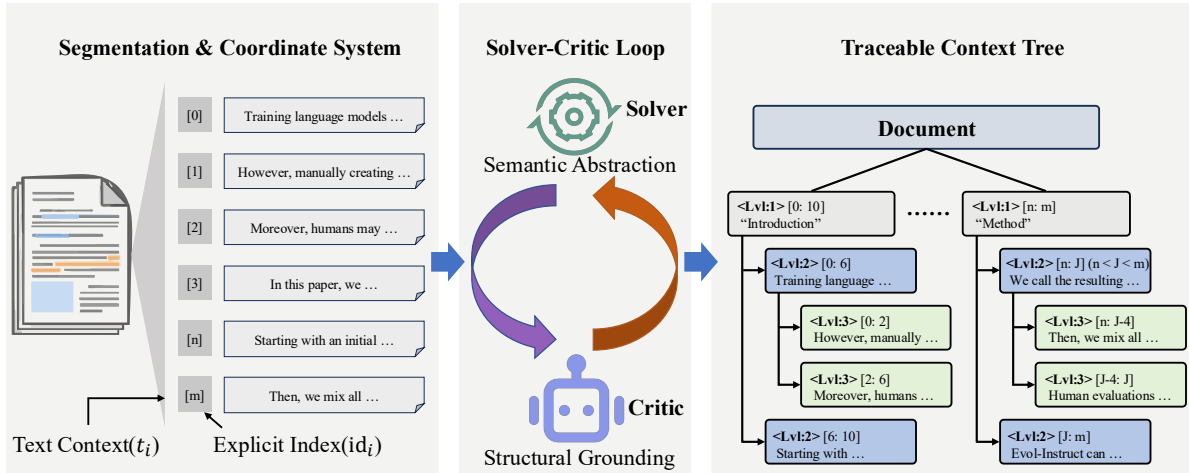 Segmentation & Coordinate System
[0]
Training language models …
[1]
However, manually creating …
[2]
Moreover, humans may …
[3]
In this paper, we …
[n]
Starting with an initial …
[m]
Then, we mix all …
Text Context(tᵢ)
Explicit Index(idᵢ)
Solver-Critic Loop
Solver
Semantic Abstraction
Critic
Structural Grounding
Traceable Context Tree
Document
<Lvl:1> [0: 10]
“Introduction”
<Lvl:2> [0: 6]
Training language …
<Lvl:3> [0: 2]
However, manually …
<Lvl:3> [2: 6]
Moreover, humans …
<Lvl:2> [6: 10]
Starting with …
……
<Lvl:1> [n: m]
“Method”
<Lvl:2> [n: J] (n < J < m)
We call the resulting …
<Lvl:3> [n: J-4]
Then, we mix all …
<Lvl:3> [J-4: J]
Human evaluations …
<Lvl:2> [J: m]
Evol-Instruct can …